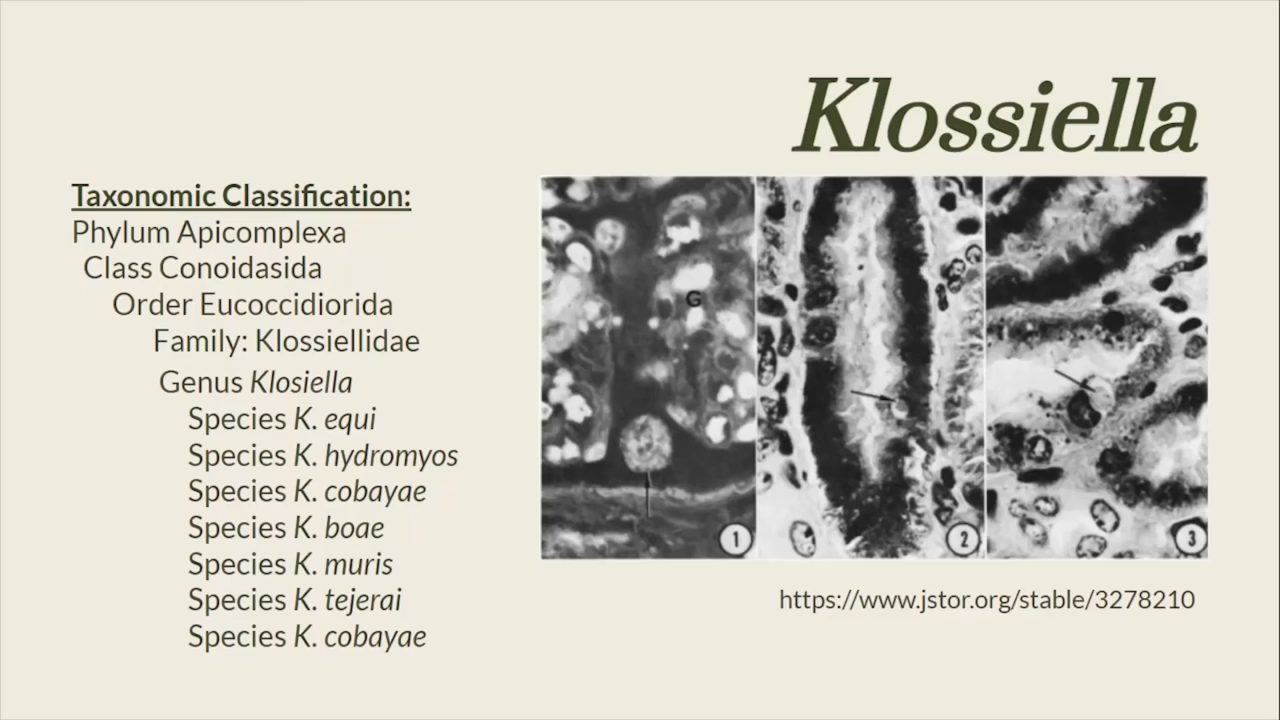 Klossiella
Taxonomic Classification:
Phylum Apicomplexa
Class Conoidasida
Order Eucoccidiorida
Family: Klossiellidae
Genus Klosiella
Species K. equi
Species K. hydromyos
Species K. cobayae
Species K. boae
Species K. muris
Species K. tejerai
Species K. cobayae
G
1
2
3
https://www.jstor.org/stable/3278210